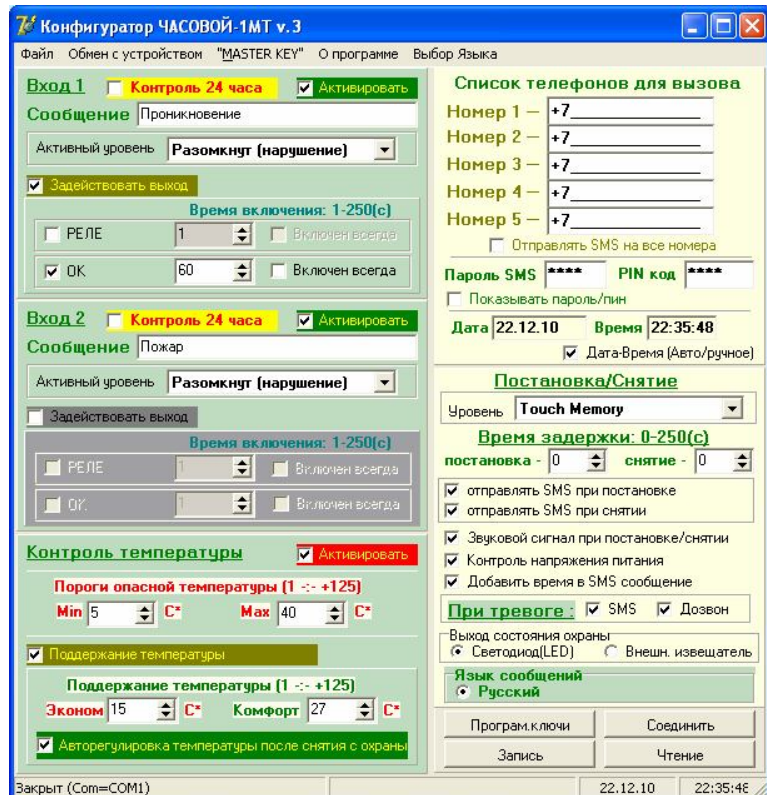 Конфигуратор ЧАСОВОЙ-1МТ v.3
Файл Обмен с устройством "MASTER KEY" О программе Выбор Языка
Вход 1 Контроль 24 часа Активировать
Сообщение Проникновение
Активный уровень Разомкнут (нарушение)
Задействовать выход
Время включения: 1-250(с)
РЕЛЕ 1 Включен всегда
ОК 60 Включен всегда
Вход 2 Контроль 24 часа Активировать
Сообщение Пожар
Активный уровень Разомкнут (нарушение)
Задействовать выход
Время включения: 1-250(с)
РЕЛЕ 1 Включен всегда
ОК 1 Включен всегда
Контроль температуры Активировать
Пороги опасной температуры (1 -:- +125)
Min 5 C* Max 40 C*
Поддержание температуры
Поддержание температуры (1 -:- +125)
Эконом 15 C* Комфорт 27 C*
Авторегулировка температуры после снятия с охраны
Список телефонов для вызова
Номер 1 – +7__________
Номер 2 – +7__________
Номер 3 – +7__________
Номер 4 – +7__________
Номер 5 – +7__________
Отправлять SMS на все номера
Пароль SMS **** PIN код ****
Показывать пароль/пин
Дата 22.12.10 Время 22:35:48
Дата-Время (Авто/ручное)
Постановка/Снятие
Уровень Touch Memory
Время задержки: 0-250(с)
постановка - 0 снятие - 0
отправлять SMS при постановке
отправлять SMS при снятии
Звуковой сигнал при постановке/снятии
Контроль напряжения питания
Добавить время в SMS сообщение
При тревоге : SMS Дозвон
Выход состояния охраны
Светодиод(LED) Внешн. извещатель
Язык сообщений
Русский
Програм.ключи Соединить
Запись Чтение
Закрыт (Com=COM1) 22.12.10 22:35:48